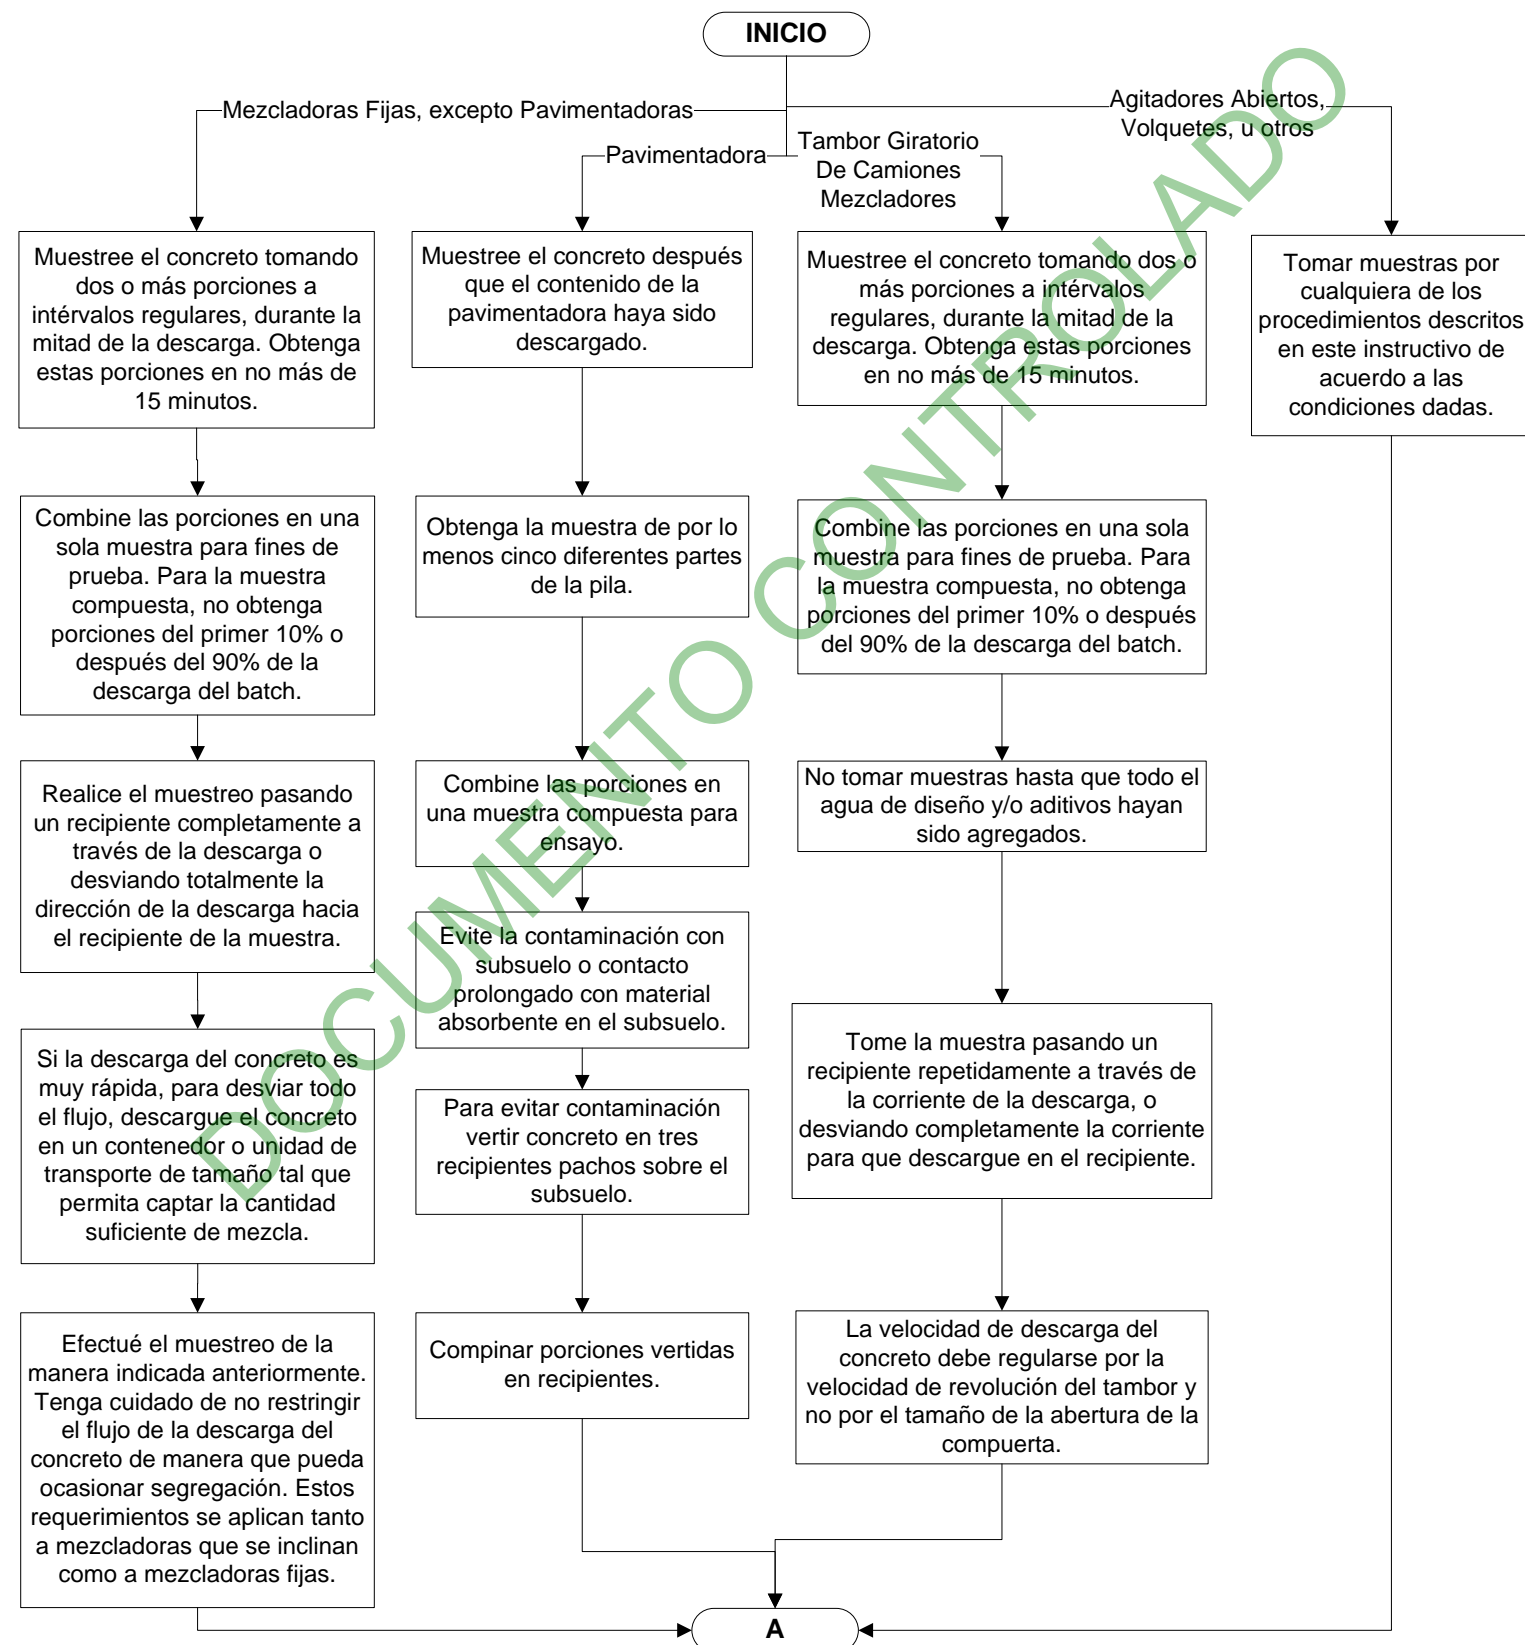 INICIO
Mezcladoras Fijas, excepto Pavimentadoras
Pavimentadora
Tambor Giratorio
De Camiones
Mezcladores
Agitadores Abiertos,
Volquetes, u otros
Muestree el concreto tomando
dos o más porciones a
intérvalos regulares, durante la
mitad de la descarga. Obtenga
estas porciones en no más de
15 minutos.
Combine las porciones en una
sola muestra para fines de
prueba. Para la muestra
compuesta, no obtenga
porciones del primer 10% o
después del 90% de la
descarga del batch.
Realice el muestreo pasando
un recipiente completamente a
través de la descarga o
desviando totalmente la
dirección de la descarga hacia
el recipiente de la muestra.
Si la descarga del concreto es
muy rápida, para desviar todo
el flujo, descargue el concreto
en un contenedor o unidad de
transporte de tamaño tal que
permita captar la cantidad
suficiente de mezcla.
Efectué el muestreo de la
manera indicada anteriormente.
Tenga cuidado de no restringir
el flujo de la descarga del
concreto de manera que pueda
ocasionar segregación. Estos
requerimientos se aplican tanto
a mezcladoras que se inclinan
como a mezcladoras fijas.
Muestree el concreto después
que el contenido de la
pavimentadora haya sido
descargado.
Obtenga la muestra de por lo
menos cinco diferentes partes
de la pila.
Combine las porciones en
una muestra compuesta para
ensayo.
Evite la contaminación con
subsuelo o contacto
prolongado con material
absorbente en el subsuelo.
Para evitar contaminación
vertir concreto en tres
recipientes pachos sobre el
subsuelo.
Compinar porciones vertidas
en recipientes.
Muestree el concreto tomando dos o
más porciones a intérvalos
regulares, durante la mitad de la
descarga. Obtenga estas porciones
en no más de 15 minutos.
Combine las porciones en una sola
muestra para fines de prueba. Para
la muestra compuesta, no obtenga
porciones del primer 10% o después
del 90% de la descarga del batch.
No tomar muestras hasta que todo el
agua de diseño y/o aditivos hayan
sido agregados.
Tome la muestra pasando un
recipiente repetidamente a través de
la corriente de la descarga, o
desviando completamente la corriente
para que descargue en el recipiente.
La velocidad de descarga del
concreto debe regularse por la
velocidad de revolución del tambor y
no por el tamaño de la abertura de la
compuerta.
Tomar muestras por
cualquiera de los
procedimientos descritos
en este instructivo de
acuerdo a las
condiciones dadas.
A
DOCUMENTO CONTROLADO